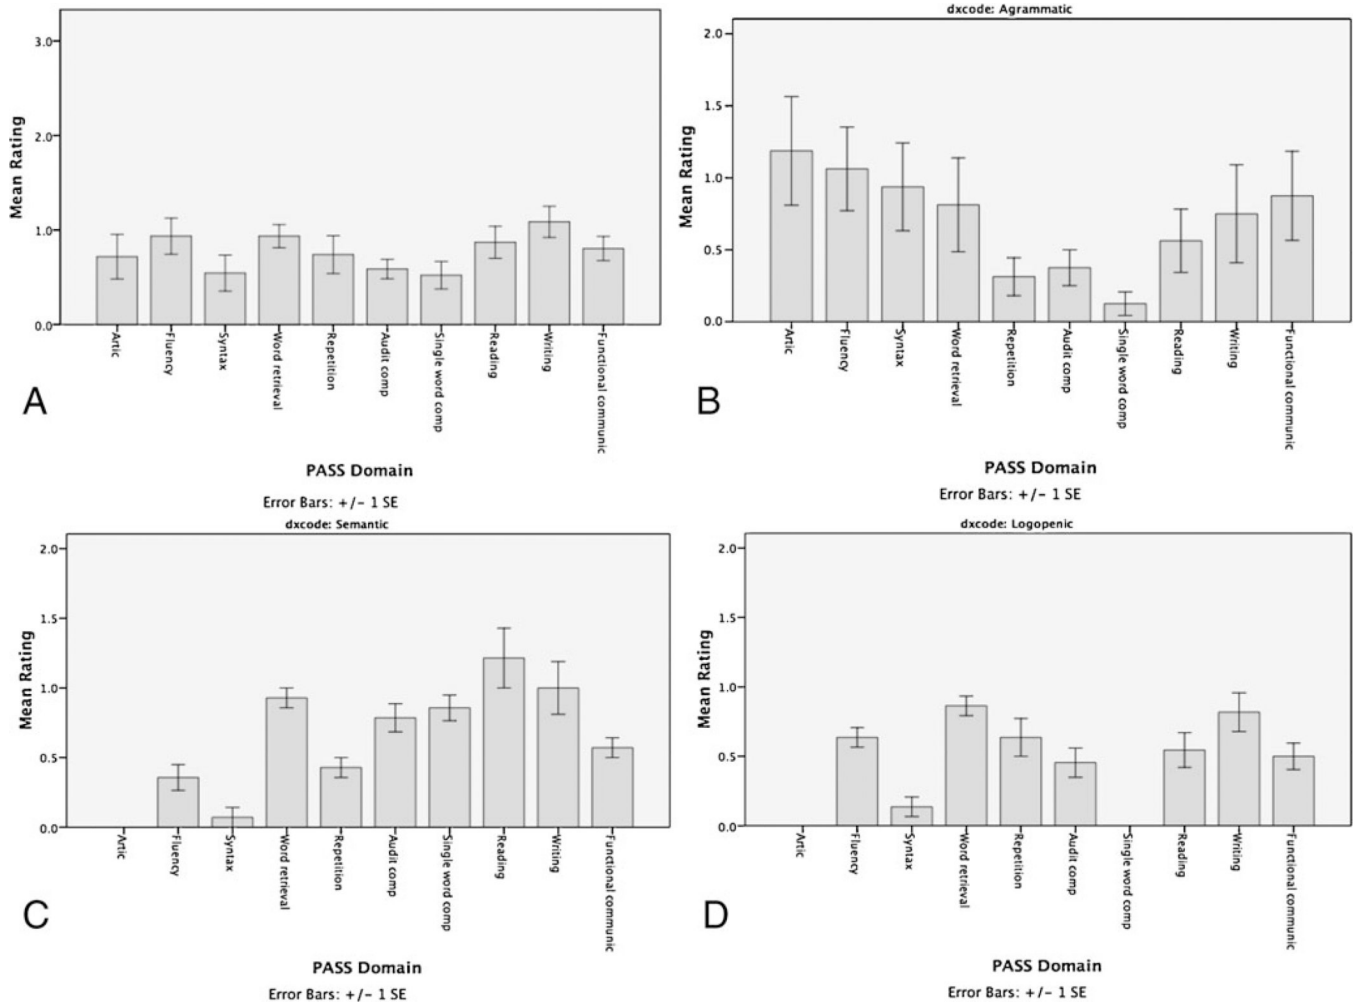 3.0
2.0
1.0
0.0
Mean Rating
Artic
Fluency
Syntax
Word retrieval
Repetition
Audit comp
Single word comp
Reading
Writing
Functional communic
A
PASS Domain
Error Bars: +/- 1 SE
dxcode: Agrammatic
2.0
1.5
1.0
0.5
0.0
Mean Rating
Artic
Fluency
Syntax
Word retrieval
Repetition
Audit comp
Single word comp
Reading
Writing
Functional communic
B
PASS Domain
Error Bars: +/- 1 SE
dxcode: Semantic
2.0
1.5
1.0
0.5
0.0
Mean Rating
Artic
Fluency
Syntax
Word retrieval
Repetition
Audit comp
Single word comp
Reading
Writing
Functional communic
C
PASS Domain
Error Bars: +/- 1 SE
dxcode: Logopenic
2.0
1.5
1.0
0.5
0.0
Mean Rating
Artic
Fluency
Syntax
Word retrieval
Repetition
Audit comp
Single word comp
Reading
Writing
Functional communic
D
PASS Domain
Error Bars: +/- 1 SE